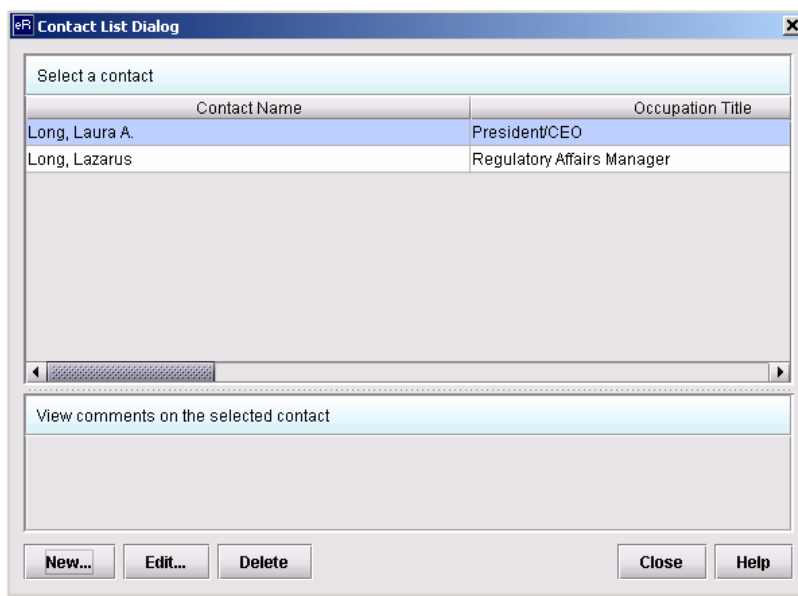 eR Contact List Dialog
Select a contact
Contact Name Occupation Title
Long, Laura A. President/CEO
Long, Lazarus Regulatory Affairs Manager
View comments on the selected contact
New... Edit... Delete Close Help